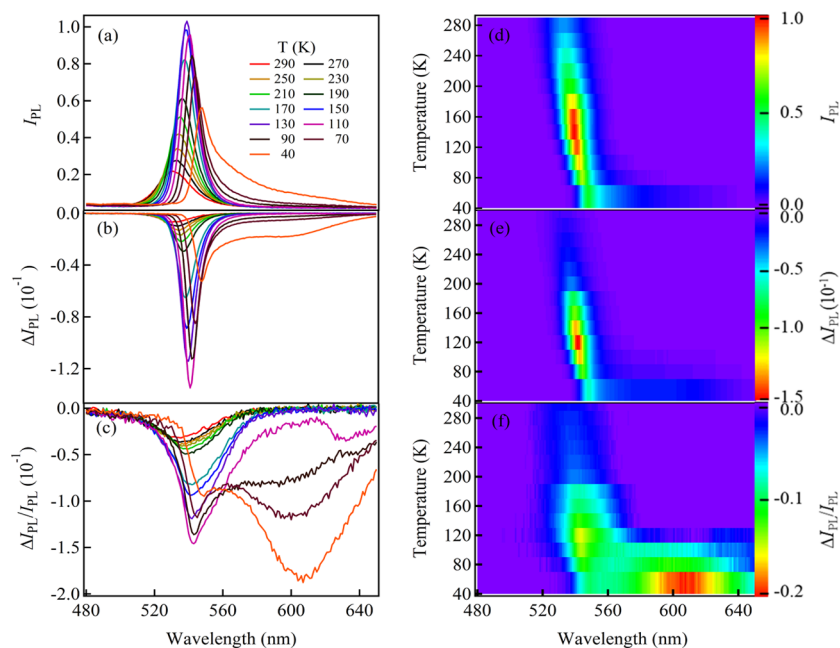 (a)
I_PL
1.0
0.8
0.6
0.4
0.2
T (K)
290 270
250 230
210 190
170 150
130 110
90 70
40
(b)
ΔI_PL (10⁻¹)
0.0
-0.4
-0.8
-1.2
(c)
ΔI_PL/I_PL (10⁻¹)
0.0
-0.5
-1.0
-1.5
-2.0
480 520 560 600 640
Wavelength (nm)
(d)
Temperature (K)
280
240
200
160
120
80
40
1.0
0.5
0.0
I_PL
(e)
Temperature (K)
280
240
200
160
120
80
40
0.0
-0.5
-1.0
-1.5
ΔI_PL (10⁻¹)
(f)
Temperature (K)
280
240
200
160
120
80
40
0.0
-0.1
-0.2
ΔI_PL/I_PL
480 520 560 600 640
Wavelength (nm)